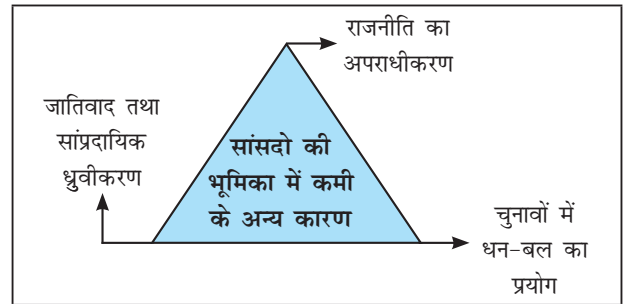 राजनीति का
अपराधीकरण
जातिवाद तथा
सांप्रदायिक
ध्रुवीकरण
सांसदो की
भूमिका में कमी
के अन्य कारण
चुनावों में
धन-बल का
प्रयोग